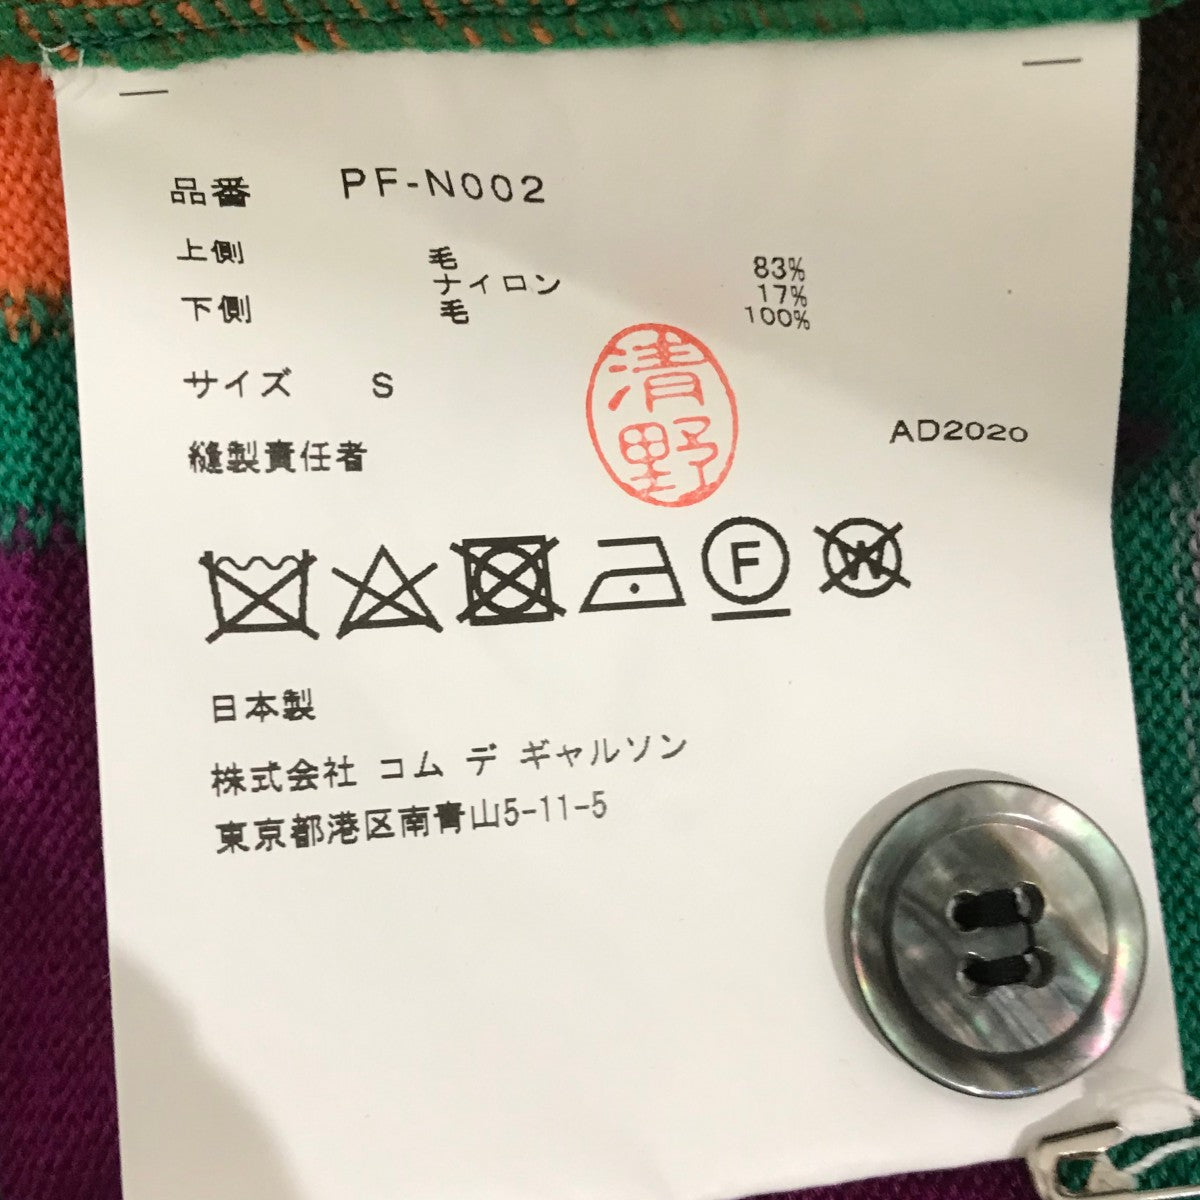 品番 PF-N002
上側 毛 83%
ナイロン 17%
下側 毛 100%
サイズ S
清野
縫製責任者
AD2020
F W
日本製
株式会社 コム デ ギャルソン
東京都港区南青山5-11-5